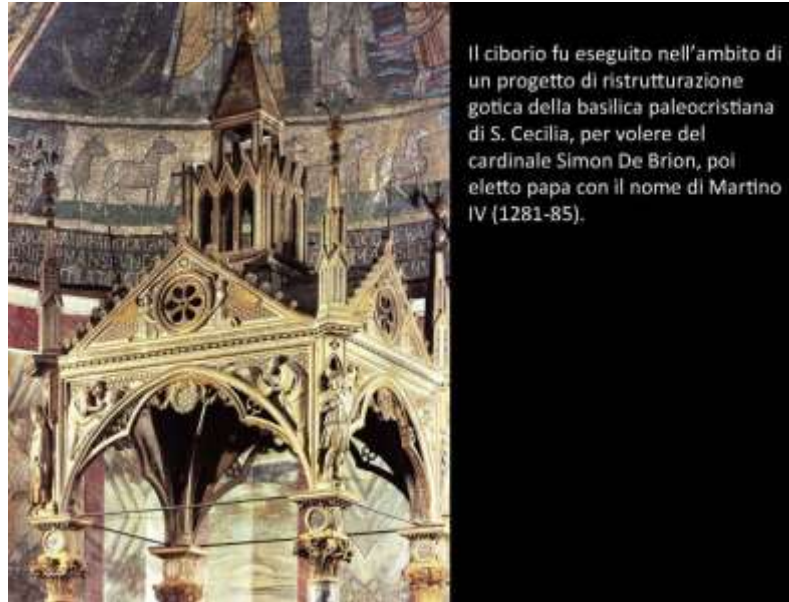 Il ciborio fu eseguito nell'ambito di
un progetto di ristrutturazione
gotica della basilica paleocristiana
di S. Cecilia, per volere del
cardinale Simon De Brion, poi
eletto papa con il nome di Martino
IV (1281-85).